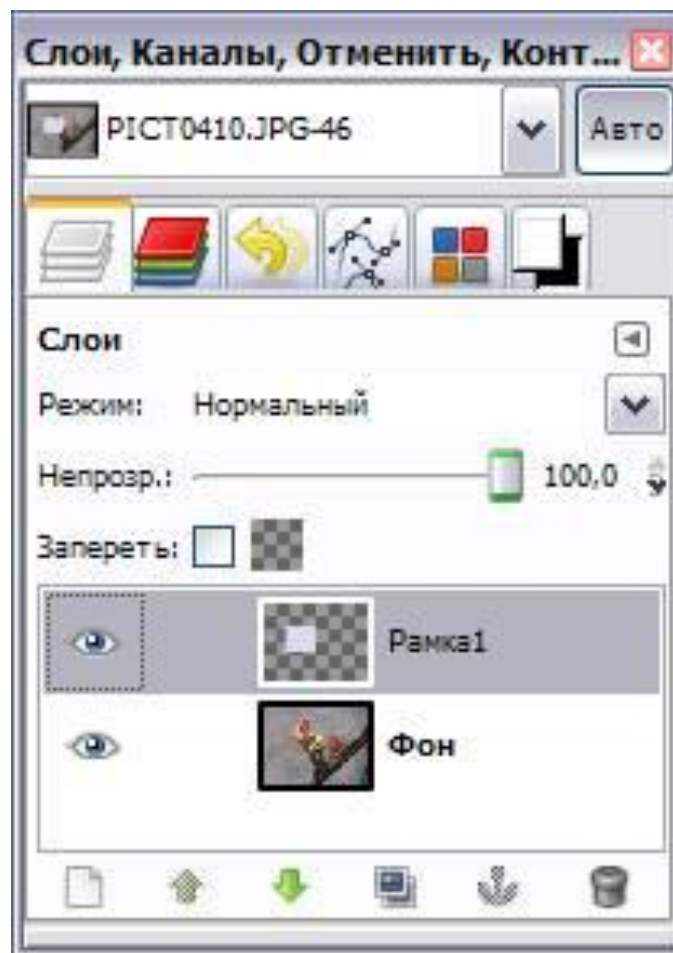 Слои, Каналы, Отменить, Конт...
PICT0410.JPG-46
Авто
Слои
Режим: Нормальный
Непрозр.: 100,0
Запереть:
Рамка1
Фон